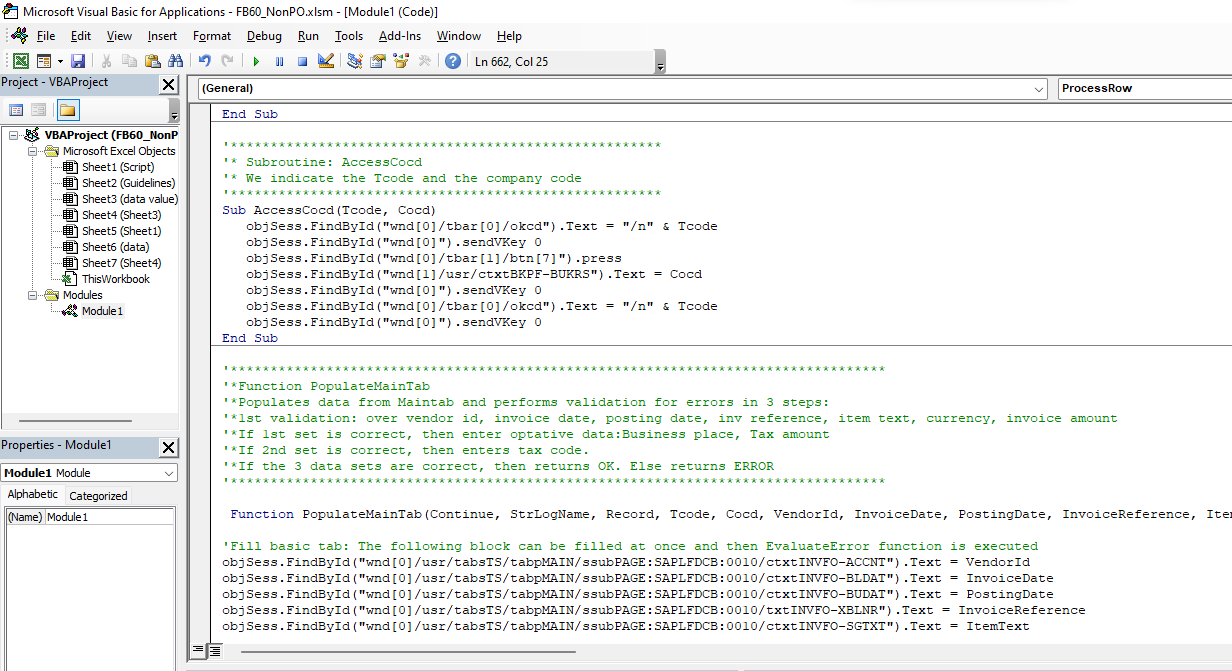 Microsoft Visual Basic for Applications - FB60_NonPO.xlsm - [Module1 (Code)]
File Edit View Insert Format Debug Run Tools Add-Ins Window Help
Ln 662, Col 25
Project - VBAProject
VBAProject (FB60_NonP
Microsoft Excel Objects
Sheet1 (Script)
Sheet2 (Guidelines)
Sheet3 (data value)
Sheet4 (Sheet3)
Sheet5 (Sheet1)
Sheet6 (data)
Sheet7 (Sheet4)
ThisWorkbook
Modules
Module1
Properties - Module1
Module1 Module
Alphabetic Categorized
(Name) Module1
(General) ProcessRow
End Sub
'******************************************************
'* Subroutine: AccessCocd
'* We indicate the Tcode and the company code
'******************************************************
Sub AccessCocd(Tcode, Cocd)
objSess.FindById("wnd[0]/tbar[0]/okcd").Text = "/n" & Tcode
objSess.FindById("wnd[0]").sendVKey 0
objSess.FindById("wnd[0]/tbar[1]/btn[7]").press
objSess.FindById("wnd[1]/usr/ctxtBKPF-BUKRS").Text = Cocd
objSess.FindById("wnd[0]").sendVKey 0
objSess.FindById("wnd[0]/tbar[0]/okcd").Text = "/n" & Tcode
objSess.FindById("wnd[0]").sendVKey 0
End Sub
'**********************************************************************************
'*Function PopulateMainTab
'*Populates data from Maintab and performs validation for errors in 3 steps:
'*1st validation: over vendor id, invoice date, posting date, inv reference, item text, currency, invoice amount
'*If 1st set is correct, then enter optative data:Business place, Tax amount
'*If 2nd set is correct, then enters tax code.
'*If the 3 data sets are correct, then returns OK. Else returns ERROR
'**********************************************************************************
Function PopulateMainTab(Continue, StrLogName, Record, Tcode, Cocd, VendorId, InvoiceDate, PostingDate, InvoiceReference, Iter
'Fill basic tab: The following block can be filled at once and then EvaluateError function is executed
objSess.FindById("wnd[0]/usr/tabsTS/tabpMAIN/ssubPAGE:SAPLFDCB:0010/ctxtINVFO-ACCNT").Text = VendorId
objSess.FindById("wnd[0]/usr/tabsTS/tabpMAIN/ssubPAGE:SAPLFDCB:0010/ctxtINVFO-BLDAT").Text = InvoiceDate
objSess.FindById("wnd[0]/usr/tabsTS/tabpMAIN/ssubPAGE:SAPLFDCB:0010/ctxtINVFO-BUDAT").Text = PostingDate
objSess.FindById("wnd[0]/usr/tabsTS/tabpMAIN/ssubPAGE:SAPLFDCB:0010/txtINVFO-XBLNR").Text = InvoiceReference
objSess.FindById("wnd[0]/usr/tabsTS/tabpMAIN/ssubPAGE:SAPLFDCB:0010/ctxtINVFO-SGTXT").Text = ItemText